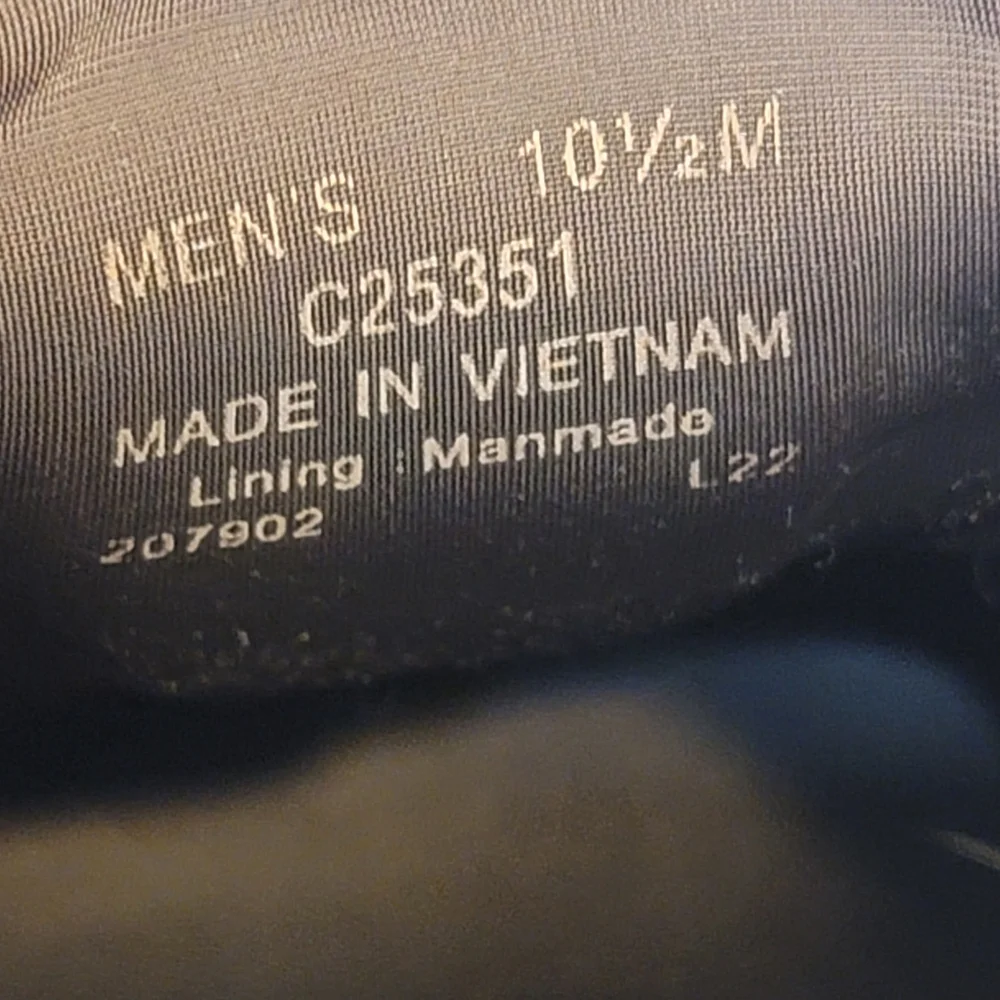 MEN'S 10½M
C25351
MADE IN VIETNAM
Lining : Manmade
207902 L22